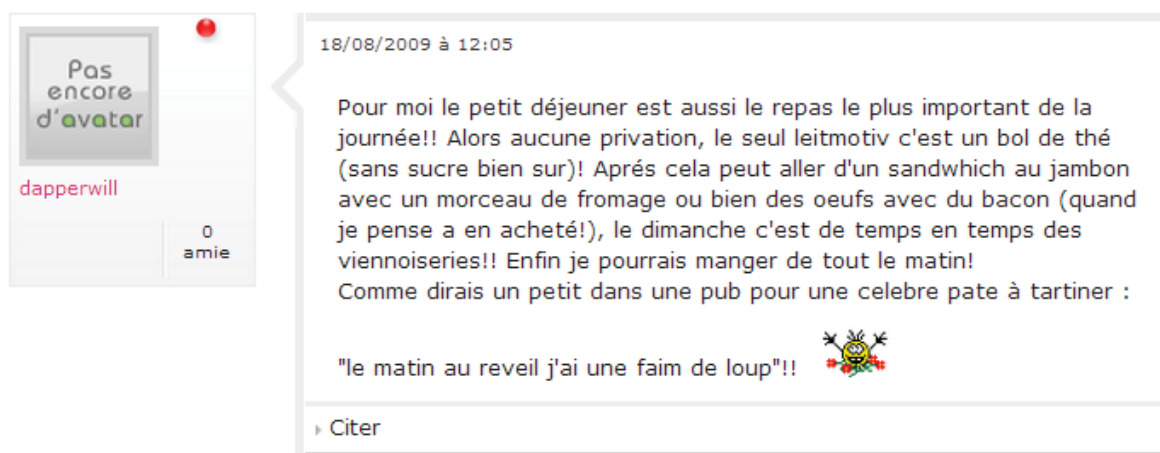 Pas
encore
d'avatar
dapperwill
0
amie
18/08/2009 à 12:05
Pour moi le petit déjeuner est aussi le repas le plus important de la
journée!! Alors aucune privation, le seul leitmotiv c'est un bol de thé
(sans sucre bien sur)! Aprés cela peut aller d'un sandwhich au jambon
avec un morceau de fromage ou bien des oeufs avec du bacon (quand
je pense a en acheté!), le dimanche c'est de temps en temps des
viennoiseries!! Enfin je pourrais manger de tout le matin!
Comme dirais un petit dans une pub pour une celebre pate à tartiner :
"le matin au reveil j'ai une faim de loup"!!
Citer